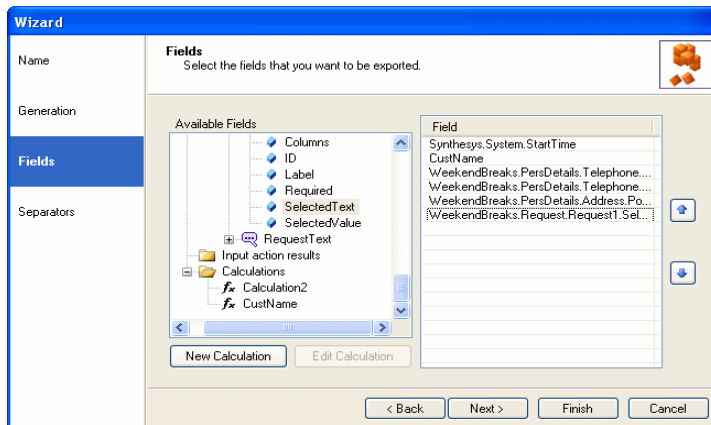 Wizard
Name
Generation
Fields
Separators
Fields
Select the fields that you want to be exported.
Available Fields
Columns
ID
Label
Required
SelectedText
SelectedValue
RequestText
Input action results
Calculations
fx Calculation2
fx CustName
New Calculation
Edit Calculation
Field
Synthesys.System.StartTime
CustName
WeekendBreaks.PersDetails.Telephone....
WeekendBreaks.PersDetails.Telephone....
WeekendBreaks.PersDetails.Address.Po...
WeekendBreaks.Request.Request1.Sel...
< Back
Next >
Finish
Cancel